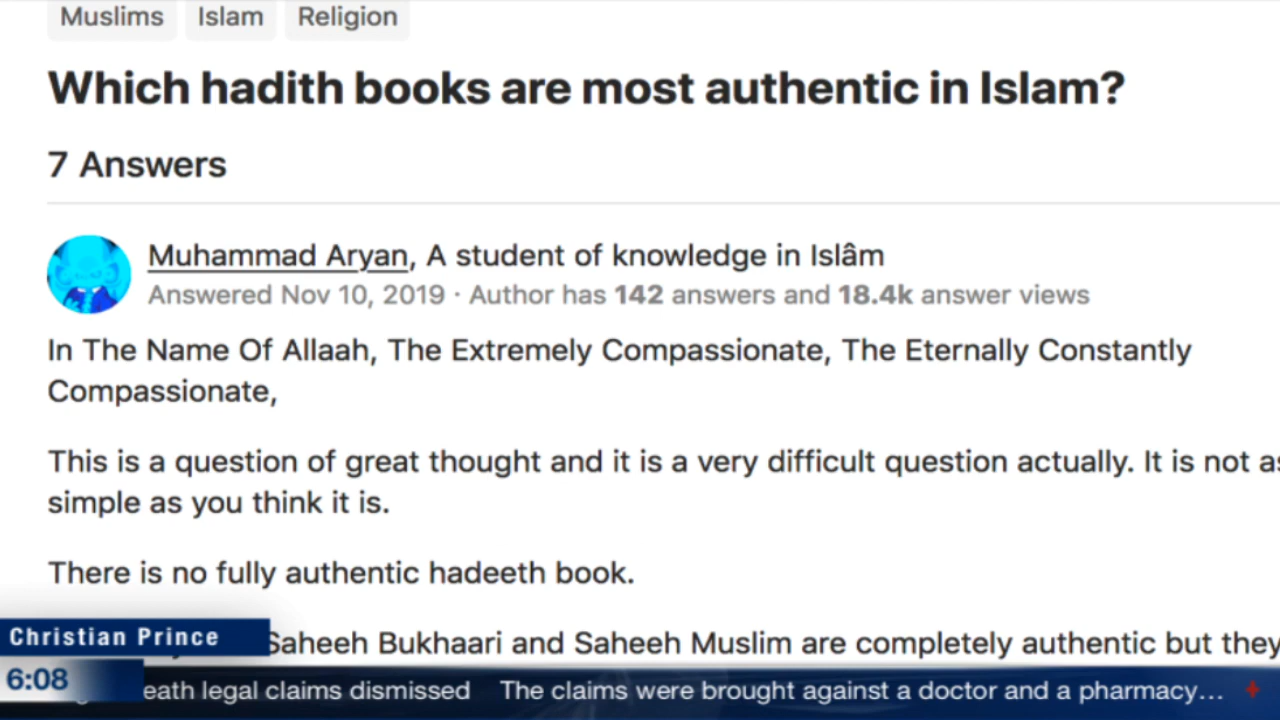 Muslims Islam Religion
Which hadith books are most authentic in Islam?
7 Answers
Muhammad Aryan, A student of knowledge in Islâm
Answered Nov 10, 2019 · Author has 142 answers and 18.4k answer views
In The Name Of Allaah, The Extremely Compassionate, The Eternally Constantly
Compassionate,
This is a question of great thought and it is a very difficult question actually. It is not as
simple as you think it is.
There is no fully authentic hadeeth book.
Saheeh Bukhaari and Saheeh Muslim are completely authentic but they
Christian Prince
6:08
eath legal claims dismissed The claims were brought against a doctor and a pharmacy...